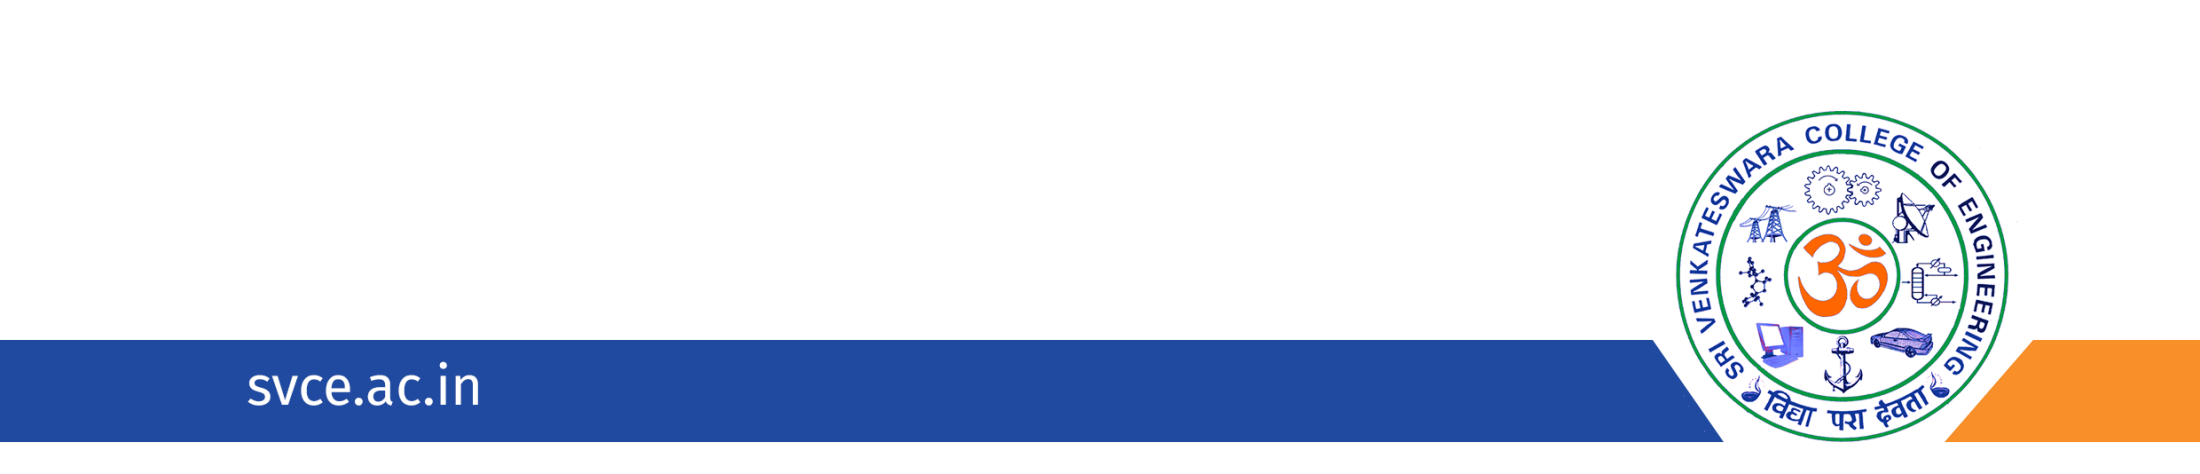 SRI VENKATESWARA COLLEGE OF ENGINEERING
ॐ
svce.ac.in
विद्या परा देवता